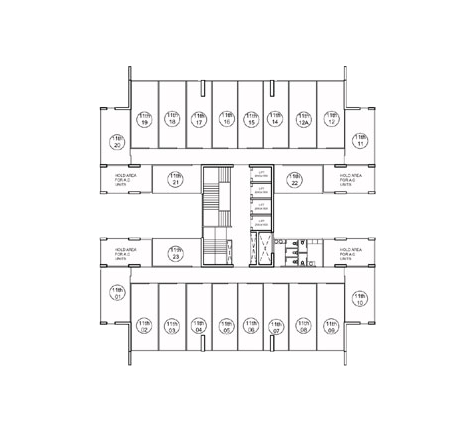 11th 19
11th 18
11th 17
11th 16
11th 15
11th 14
11th 12A
11th 12
11th 20
11th 11
HOLD AREA
FOR A.C
UNITS
11th 21
11th 22
HOLD AREA
FOR A.C
UNITS
LIFT
LIFT
LIFT
LIFT
HOLD AREA
FOR A.C
UNITS
11th 23
HOLD AREA
FOR A.C
UNITS
11th 01
11th 10
11th 02
11th 03
11th 04
11th 05
11th 06
11th 07
11th 08
11th 09